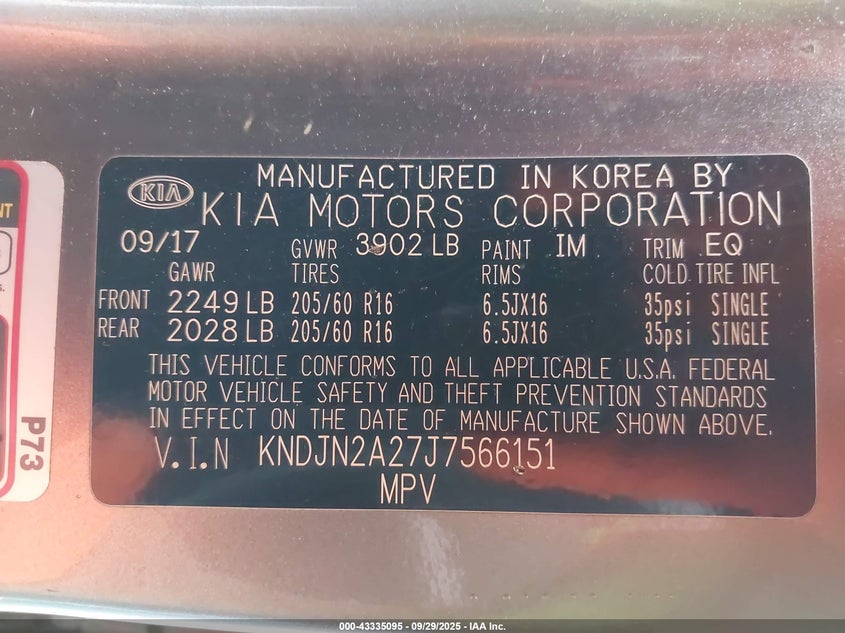 MANUFACTURED IN KOREA BY
KIA KIA MOTORS CORPORATION
09/17 GVWR 3902 LB PAINT IM TRIM EQ
GAWR TIRES RIMS COLD TIRE INFL
FRONT 2249 LB 205/60 R16 6.5JX16 35psi SINGLE
REAR 2028 LB 205/60 R16 6.5JX16 35psi SINGLE
THIS VEHICLE CONFORMS TO ALL APPLICABLE U.S.A. FEDERAL
MOTOR VEHICLE SAFETY AND THEFT PREVENTION STANDARDS
IN EFFECT ON THE DATE OF MANUFACTURE SHOWN ABOVE.
V.I.N KNDJN2A27J7566151
MPV
P73
000-43335095 - 09/29/2025 - IAA Inc.